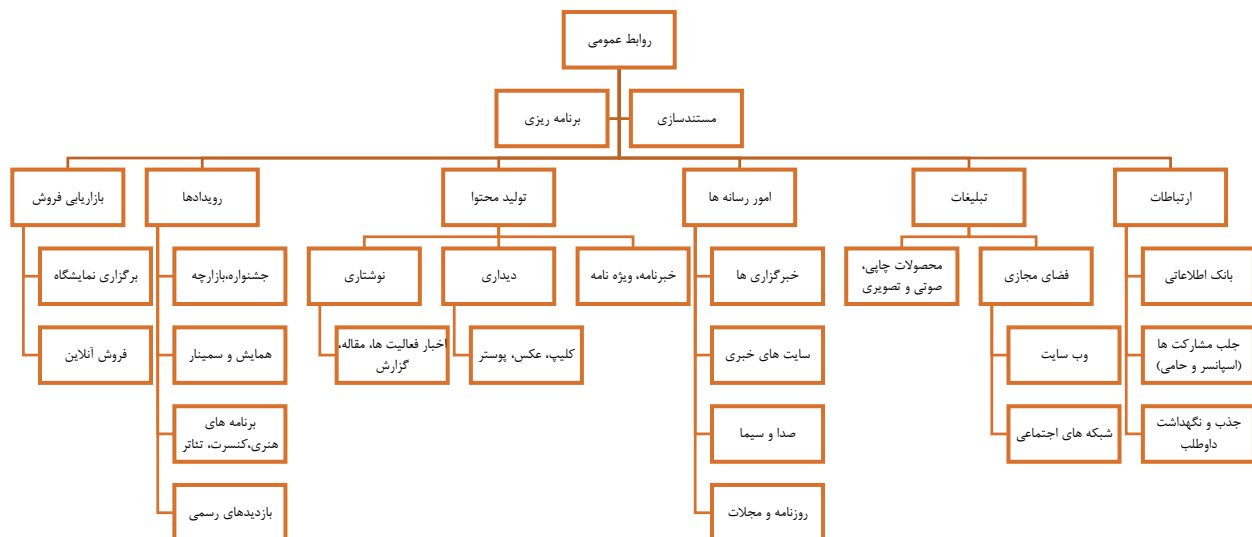 روابط عمومی
مستندسازی
برنامه ریزی
ارتباطات
تبلیغات
امور رسانه ها
تولید محتوا
رویدادها
بازاریابی فروش
بانک اطلاعاتی
فضای مجازی
محصولات چاپی،
صوتی و تصویری
خبرگزاری ها
خبرنامه، ویژه نامه
دیداری
نوشتاری
جشنواره،بازارچه
برگزاری نمایشگاه
جلب مشارکت ها
(اسپانسر و حامی)
وب سایت
سایت های خبری
کلیپ، عکس، پوستر
اخبار فعالیت ها، مقاله،
گزارش
همایش و سمینار
فروش آنلاین
جذب و نگهداشت
داوطلب
شبکه های اجتماعی
صدا و سیما
برنامه های
هنری،کنسرت، تئاتر
روزنامه و مجلات
بازدیدهای رسمی